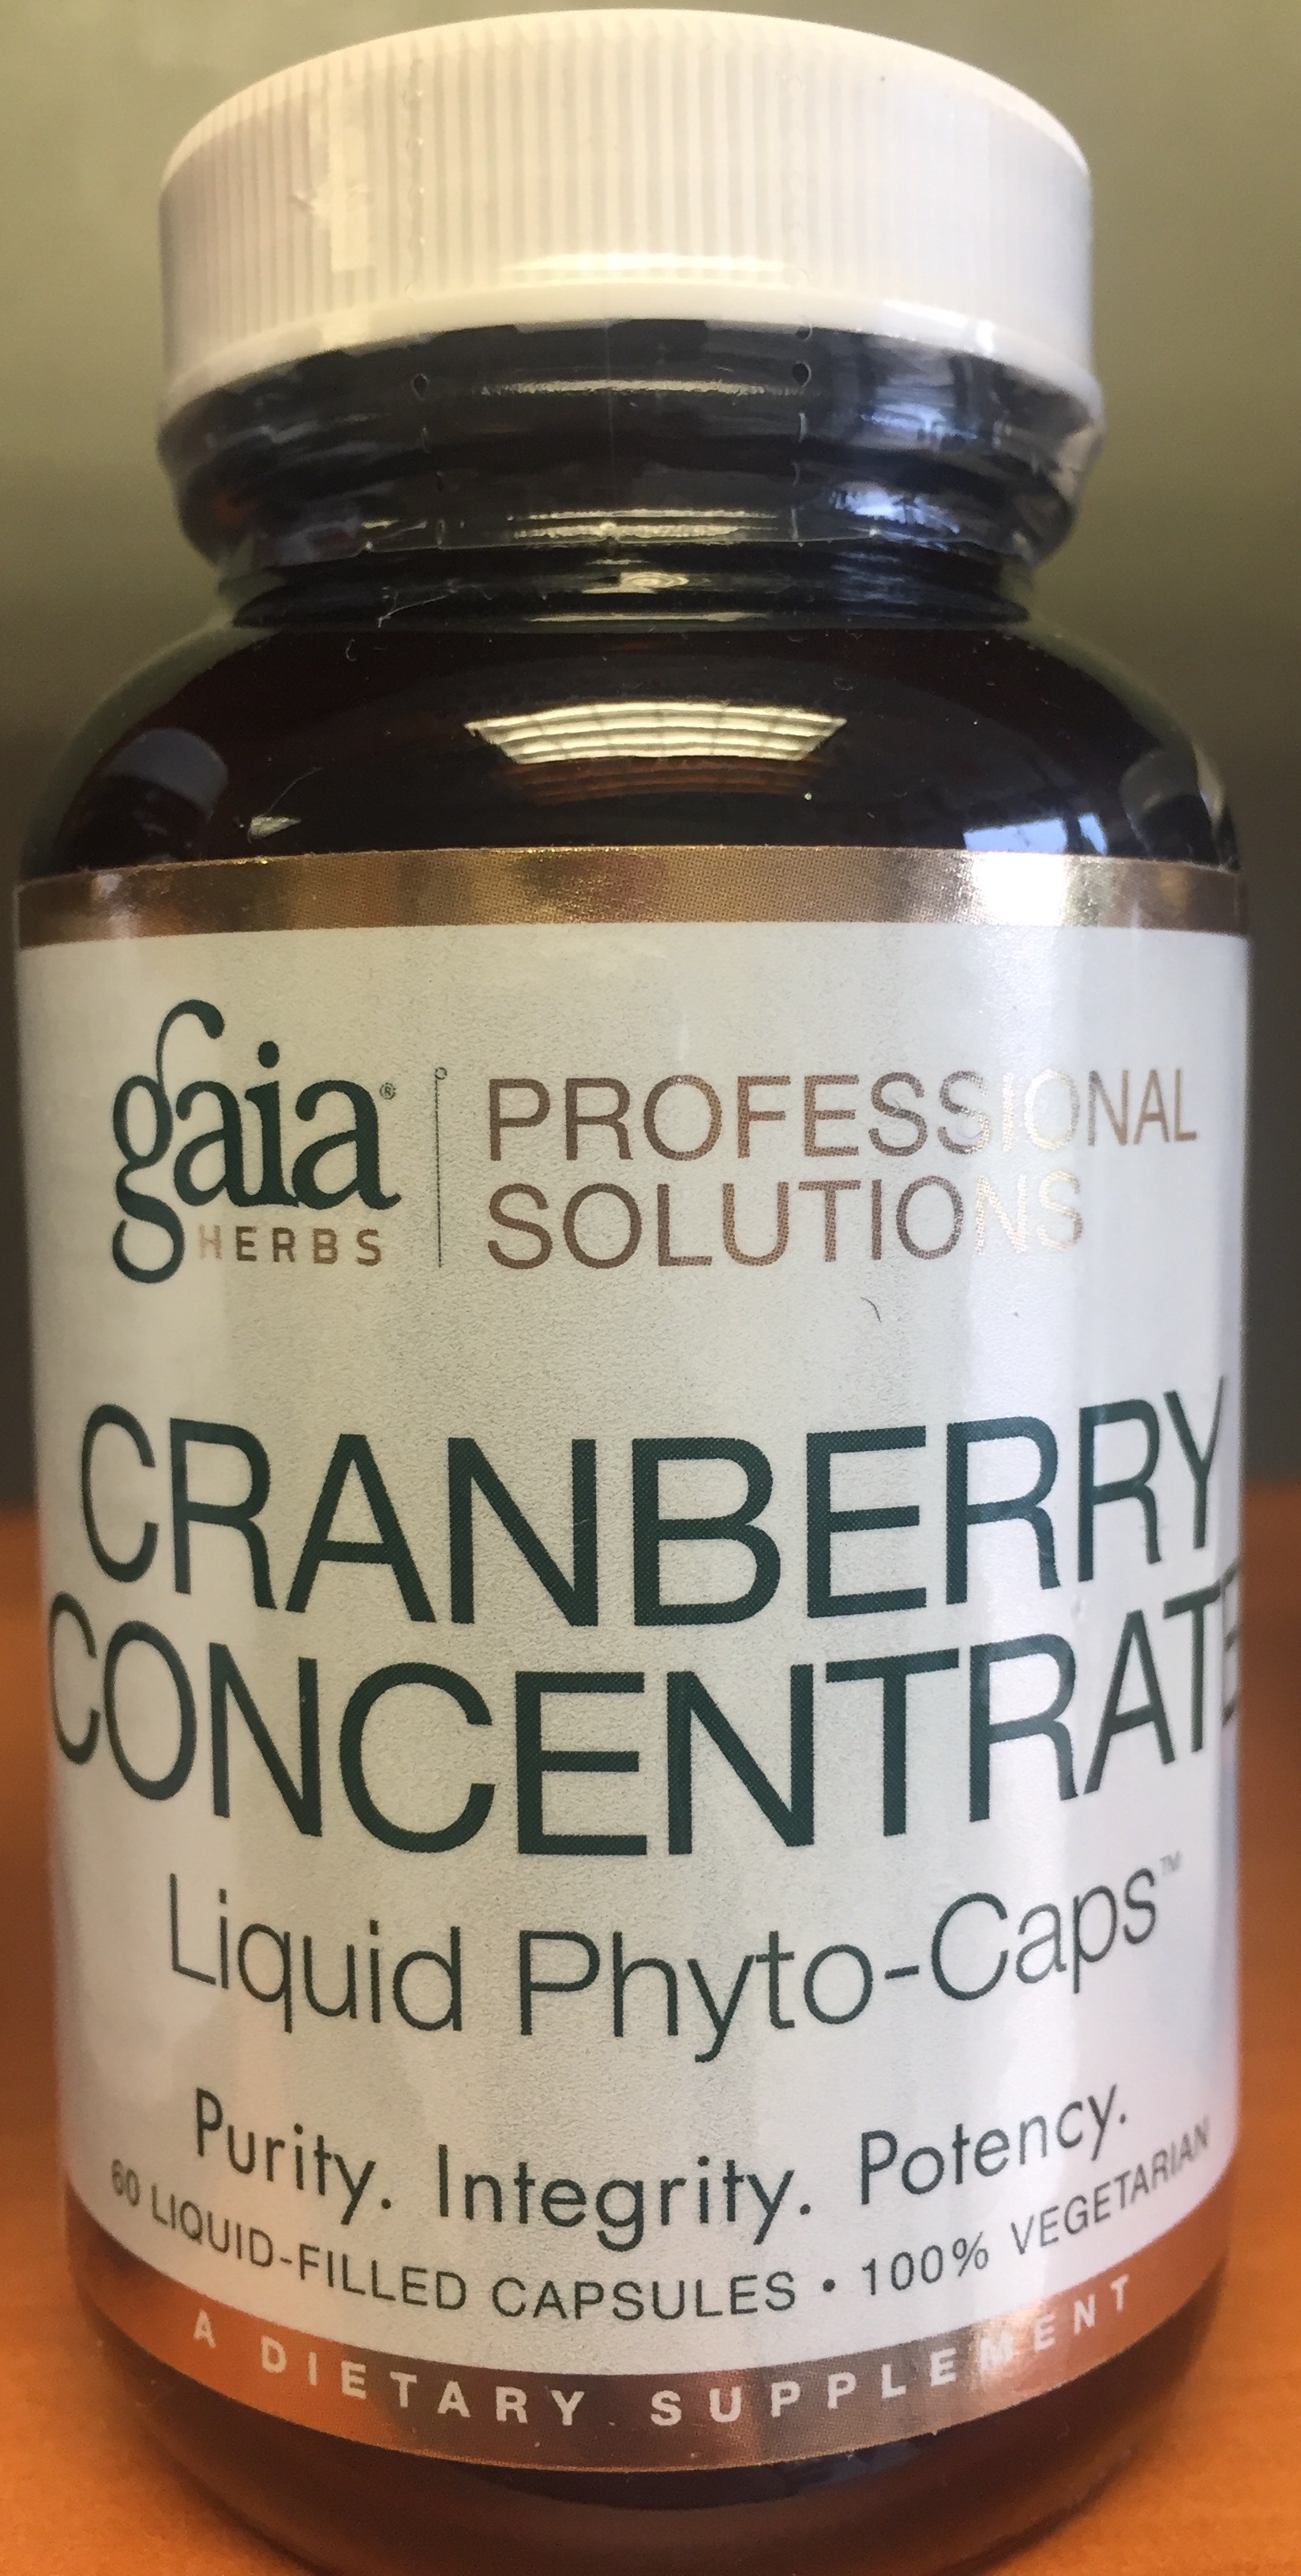 gaia®
HERBS
PROFESSIONAL
SOLUTIONS
CRANBERRY
CONCENTRATE
Liquid Phyto-Caps™
Purity. Integrity. Potency.
60 LIQUID-FILLED CAPSULES • 100% VEGETARIAN
A DIETARY SUPPLEMENT